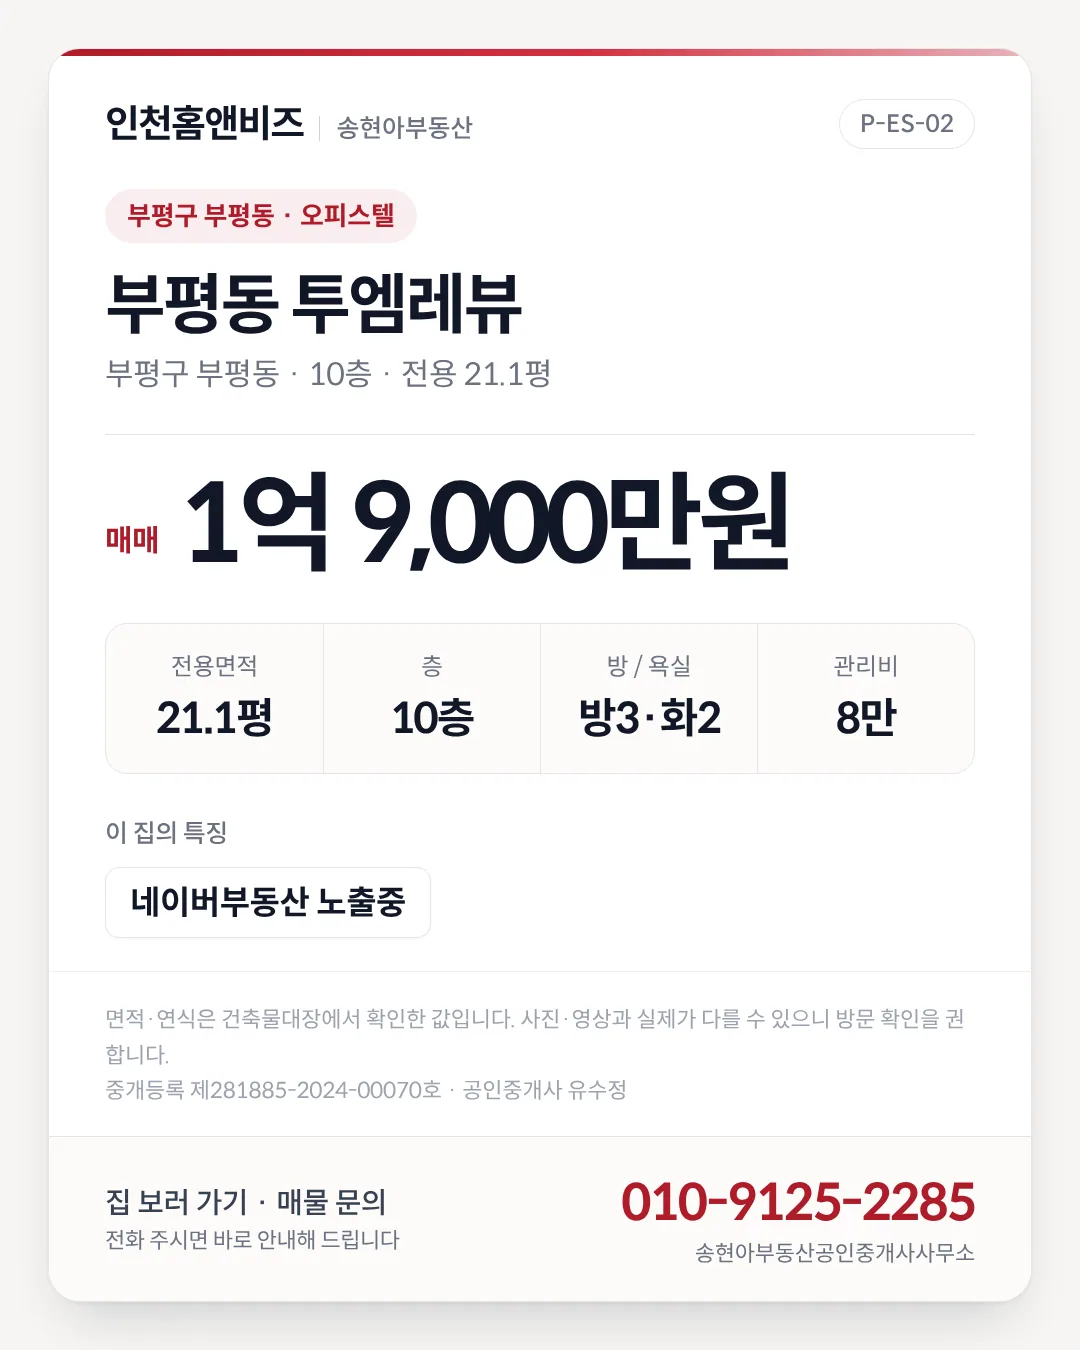 인천홈앤비즈 | 송현아부동산
P-ES-02
부평구 부평동 · 오피스텔
부평동 투엠레뷰
부평구 부평동 · 10층 · 전용 21.1평
매매 1억 9,000만원
전용면적 층 방 / 욕실 관리비
21.1평 10층 방3·화2 8만
이 집의 특징
네이버부동산 노출중
면적·연식은 건축물대장에서 확인한 값입니다. 사진·영상과 실제가 다를 수 있으니 방문 확인을 권
합니다.
중개등록 제281885-2024-00070호 · 공인중개사 유수정
집 보러 가기 · 매물 문의
전화 주시면 바로 안내해 드립니다
010-9125-2285
송현아부동산공인중개사사무소